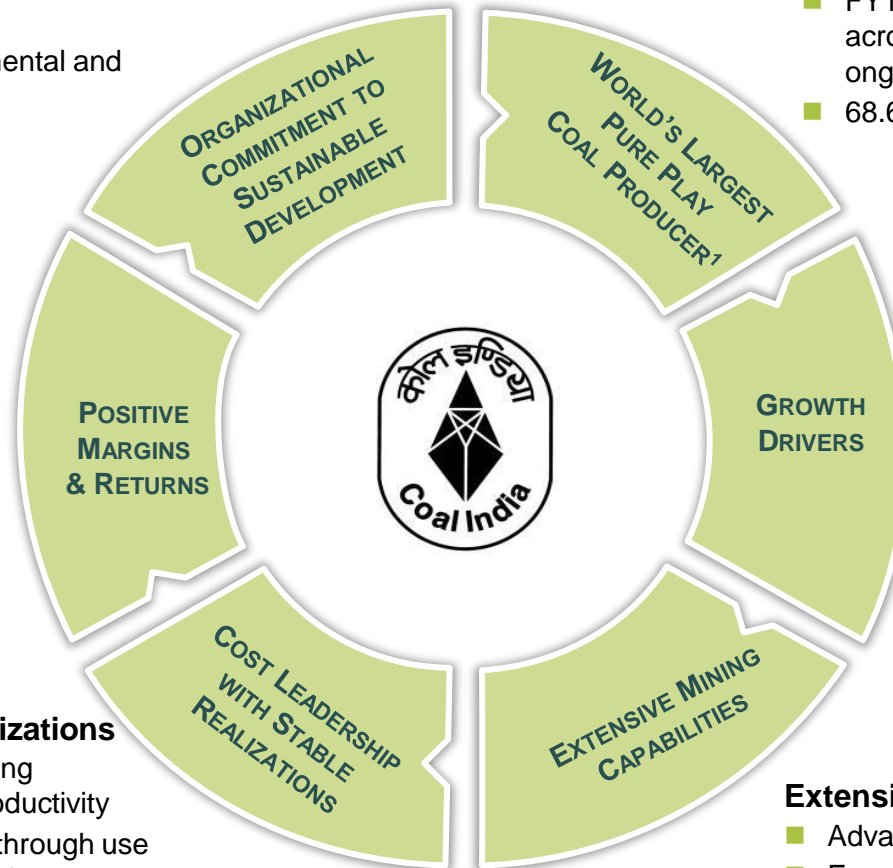 mental and
acro
ong
68.6
ORGANIZATIONAL
COMMITMENT TO
SUSTAINABLE
DEVELOPMENT
WORLD'S LARGEST
PURE PLAY
COAL PRODUCER¹
POSITIVE
MARGINS
& RETURNS
कोल इण्डिया
Coal India
GROWTH
DRIVERS
COST LEADERSHIP
WITH STABLE
REALIZATIONS
EXTENSIVE MINING
CAPABILITIES
izations
ng
oductivity
through use
Extensi
Adva